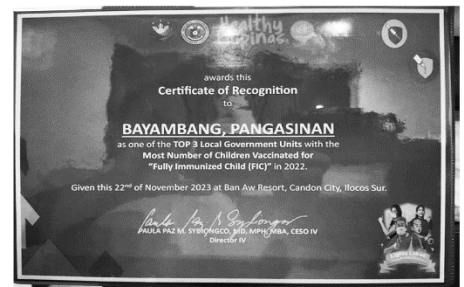 Healthy
Pilipinas
awards this
Certificate of Recognition
to
BAYAMBANG, PANGASINAN
as one of the TOP 3 Local Government Units with the
Most Number of Children Vaccinated for
"Fully Immunized Child (FIC)" in 2022.
Given this 22nd of November 2023 at Ban Aw Resort, Candon City, Ilocos Sur.
PAULA PAZ M. SYDIONGCO, MD, MPH, MBA, CESO IV
Director IV